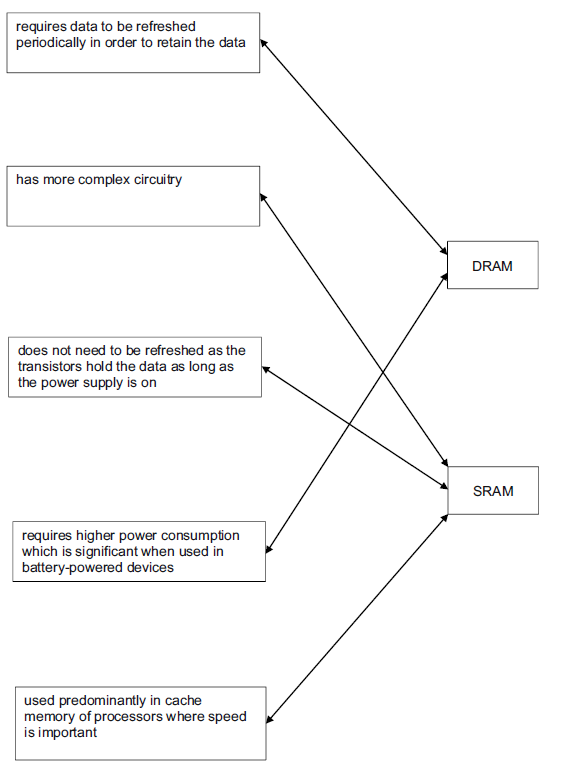 requires data to be refreshed
periodically in order to retain the data
has more complex circuitry
DRAM
does not need to be refreshed as the
transistors hold the data as long as
the power supply is on
SRAM
requires higher power consumption
which is significant when used in
battery-powered devices
used predominantly in cache
memory of processors where speed
is important